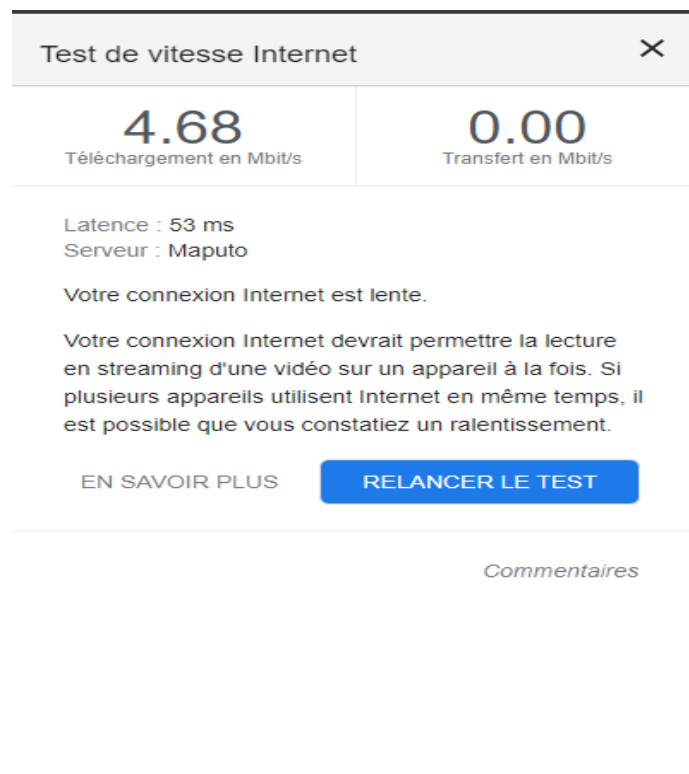 Test de vitesse Internet
4.68
Téléchargement en Mbit/s
0.00
Transfert en Mbit/s
Latence : 53 ms
Serveur : Maputo
Votre connexion Internet est lente.
Votre connexion Internet devrait permettre la lecture
en streaming d'une vidéo sur un appareil à la fois. Si
plusieurs appareils utilisent Internet en même temps, il
est possible que vous constatiez un ralentissement.
EN SAVOIR PLUS
RELANCER LE TEST
Commentaires